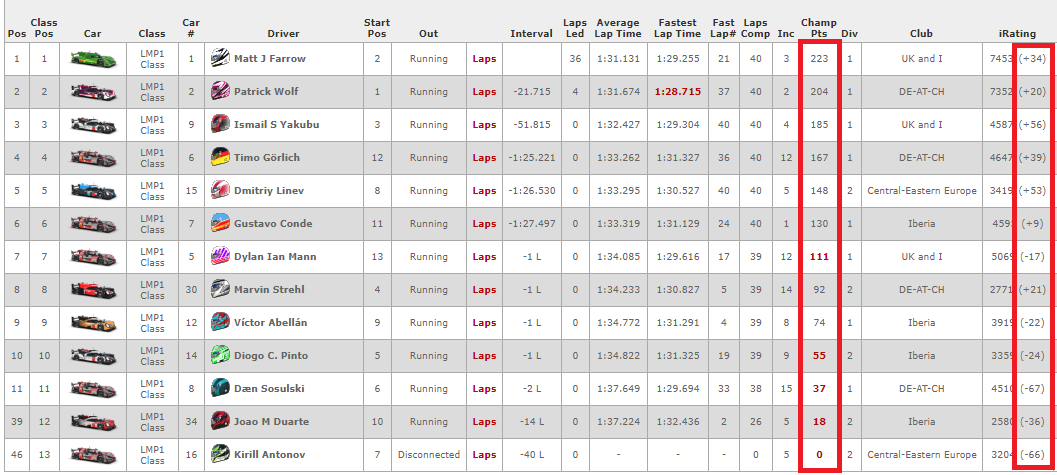 Pos Class Pos Car Class Car # Driver Start Pos Out Interval Laps Led Average Lap Time Fastest Lap Time Fast Lap# Laps Comp Inc Champ Pts Div Club iRating
1 1 LMP1 Class 1 Matt J Farrow 2 Running Laps 36 1:31.131 1:29.255 21 40 3 223 1 UK and I 7453 (+34)
2 2 LMP1 Class 2 Patrick Wolf 1 Running Laps -21.715 4 1:31.674 1:28.715 37 40 2 204 1 DE-AT-CH 7352 (+20)
3 3 LMP1 Class 9 Ismail S Yakubu 3 Running Laps -51.815 0 1:32.427 1:29.304 40 40 4 185 1 UK and I 4587 (+56)
4 4 LMP1 Class 6 Timo Görlich 12 Running Laps -1:25.221 0 1:33.262 1:31.327 36 40 12 167 1 DE-AT-CH 4647 (+39)
5 5 LMP1 Class 15 Dmitriy Linev 8 Running Laps -1:26.530 0 1:33.295 1:30.527 40 40 5 148 2 Central-Eastern Europe 3419 (+53)
6 6 LMP1 Class 7 Gustavo Conde 11 Running Laps -1:27.497 0 1:33.319 1:31.129 24 40 1 130 1 Iberia (+9)
7 7 LMP1 Class 5 Dylan Ian Mann 13 Running Laps -1 L 0 1:34.085 1:29.616 17 39 12 111 1 UK and I 5069 (-17)
8 8 LMP1 Class 30 Marvin Strehl 4 Running Laps -1 L 0 1:34.233 1:30.827 5 39 14 92 2 DE-AT-CH 2771 (+21)
9 9 LMP1 Class 12 Víctor Abellán 9 Running Laps -1 L 0 1:34.772 1:31.291 4 39 8 74 1 Iberia 3919 (-22)
10 10 LMP1 Class 14 Diogo C. Pinto 5 Running Laps -1 L 0 1:34.822 1:31.325 19 39 9 55 2 Iberia 3359 (-24)
11 11 LMP1 Class 8 Dæn Sosulski 6 Running Laps -2 L 0 1:37.649 1:29.694 33 38 15 37 1 DE-AT-CH 4510 (-67)
39 12 LMP1 Class 34 Joao M Duarte 10 Running Laps -14 L 0 1:37.224 1:32.436 2 26 5 18 2 Iberia 2580 (-36)
46 13 LMP1 Class 16 Kirill Antonov 7 Disconnected Laps -40 L 0 - - - - 5 0 2 Central-Eastern Europe 3204 (-66)